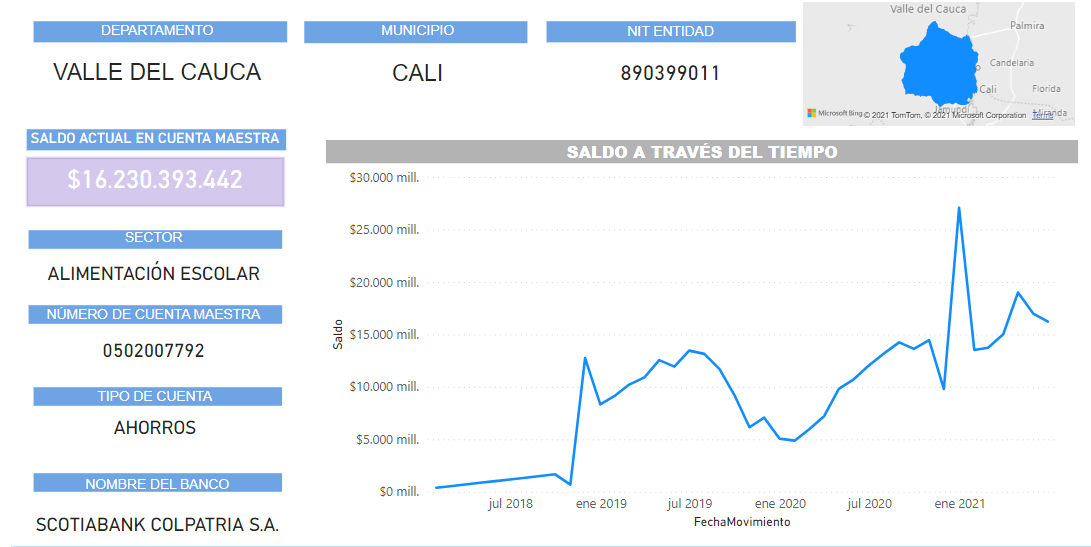 DEPARTAMENTO
VALLE DEL CAUCA
MUNICIPIO
CALI
NIT ENTIDAD
890399011
Valle del Cauca
Palmira
Candelaria
Cali
Florida
Jamundí
Miranda
Microsoft Bing
© 2021 TomTom, © 2021 Microsoft Corporation
Terms
SALDO ACTUAL EN CUENTA MAESTRA
$16.230.393.442
SECTOR
ALIMENTACIÓN ESCOLAR
NÚMERO DE CUENTA MAESTRA
0502007792
TIPO DE CUENTA
AHORROS
NOMBRE DEL BANCO
SCOTIABANK COLPATRIA S.A.
SALDO A TRAVÉS DEL TIEMPO
$30.000 mill.
$25.000 mill.
$20.000 mill.
$15.000 mill.
$10.000 mill.
$5.000 mill.
$0 mill.
Saldo
jul 2018
ene 2019
jul 2019
ene 2020
jul 2020
ene 2021
FechaMovimiento